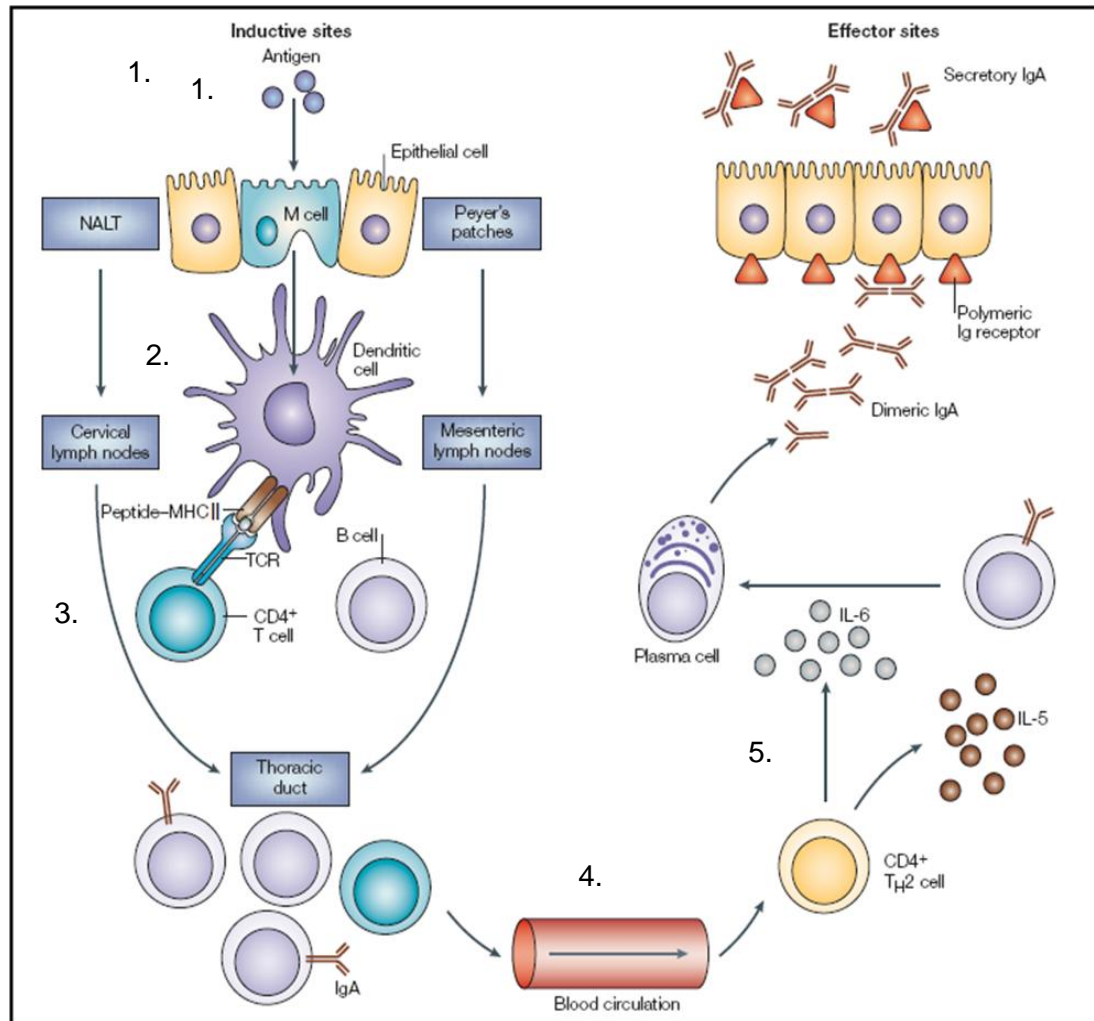 Inductive sites
Effector sites
1.
1.
Antigen
Secretory IgA
Epithelial cell
M cell
NALT
Peyer's
patches
2.
Dendritic
cell
Polymeric
Ig receptor
Dimeric IgA
Cervical
lymph nodes
Mesenteric
lymph nodes
Peptide–MHC II
TCR
B cell
3.
CD4+
T cell
Plasma cell
IL-6
IL-5
5.
Thoracic
duct
4.
CD4+
TH2 cell
IgA
Blood circulation